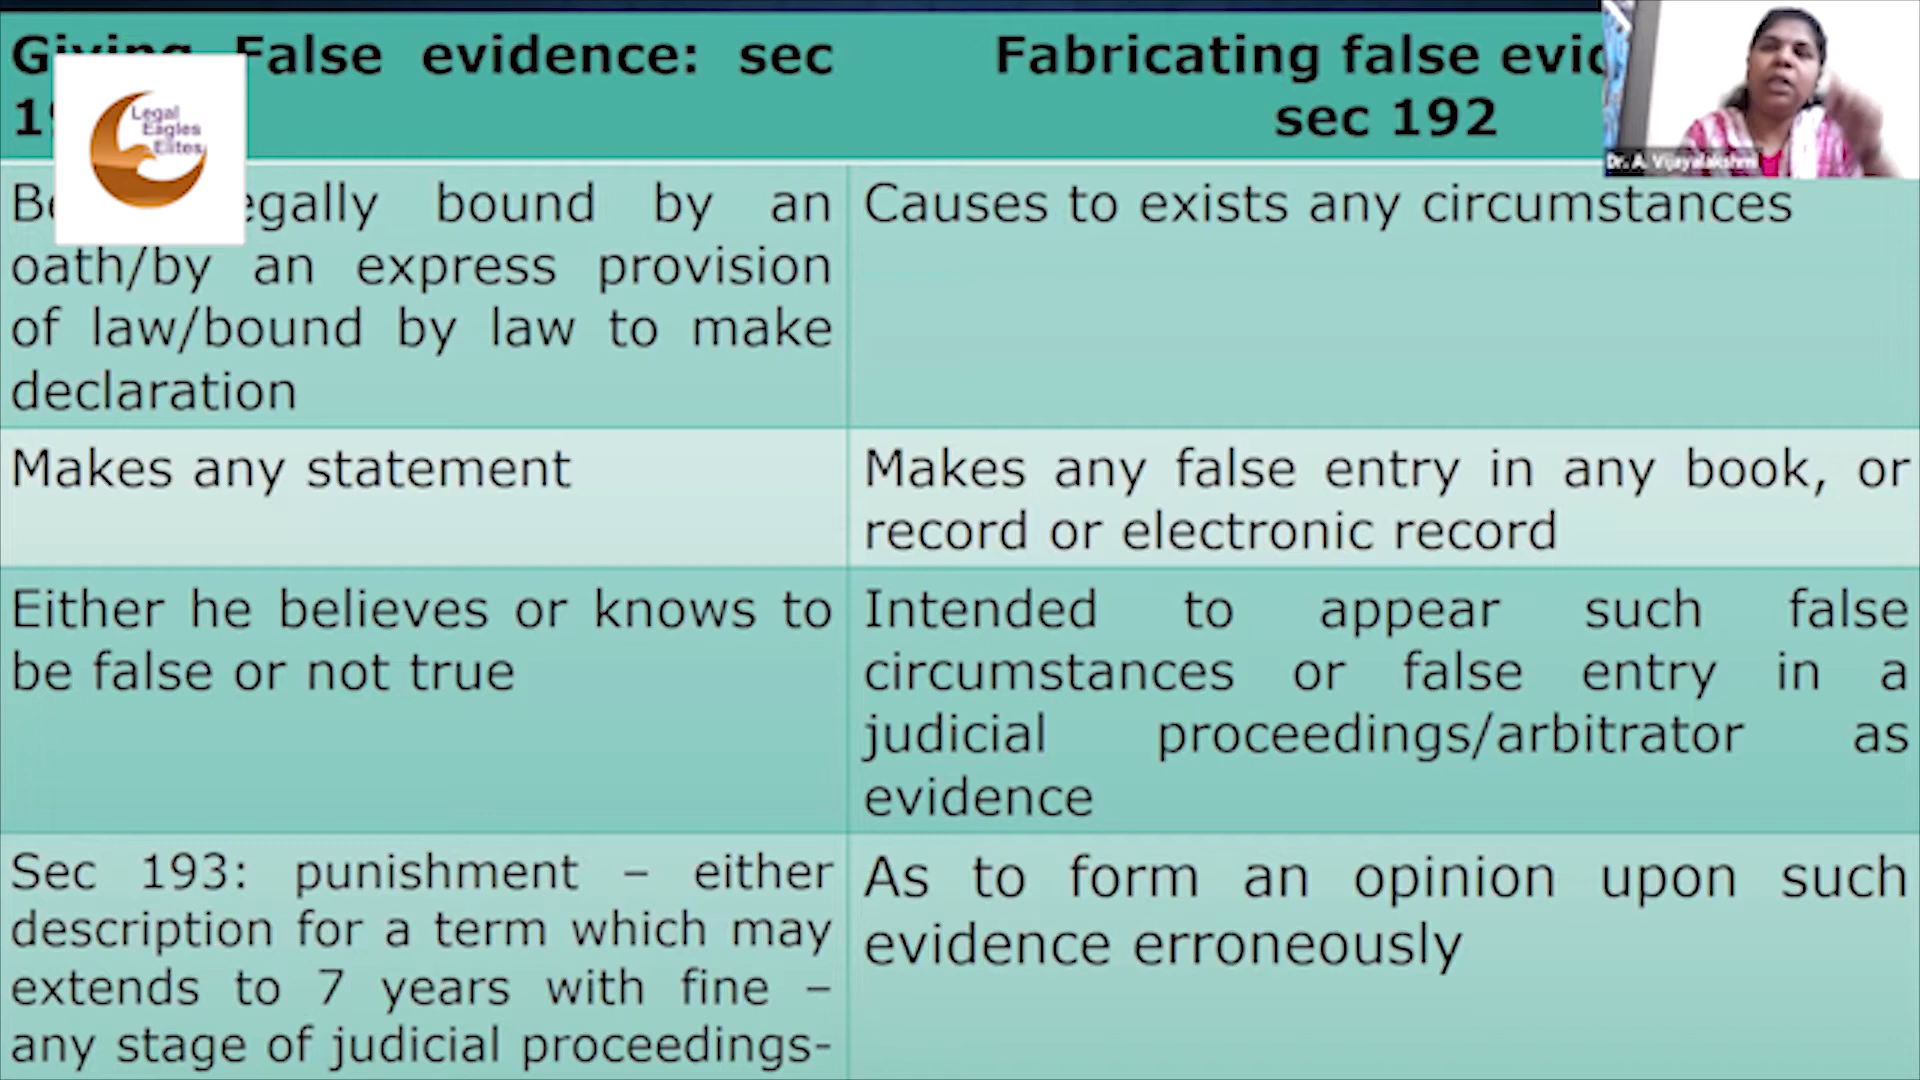 Giving False evidence: sec
Fabricating false
sec 192
Legal
Eagles
Elites
Dr. A. Vijayalakshmi
bound by an
oath/by an express provision
of law/bound by law to make
declaration
Causes to exists any circumstances
Makes any statement
Makes any false entry in any book, or
record or electronic record
Either he believes or knows to
be false or not true
Intended to appear such false
circumstances or false entry in a
judicial proceedings/arbitrator as
evidence
Sec 193: punishment – either
description for a term which may
extends to 7 years with fine –
any stage of judicial proceedings-
As to form an opinion upon such
evidence erroneously